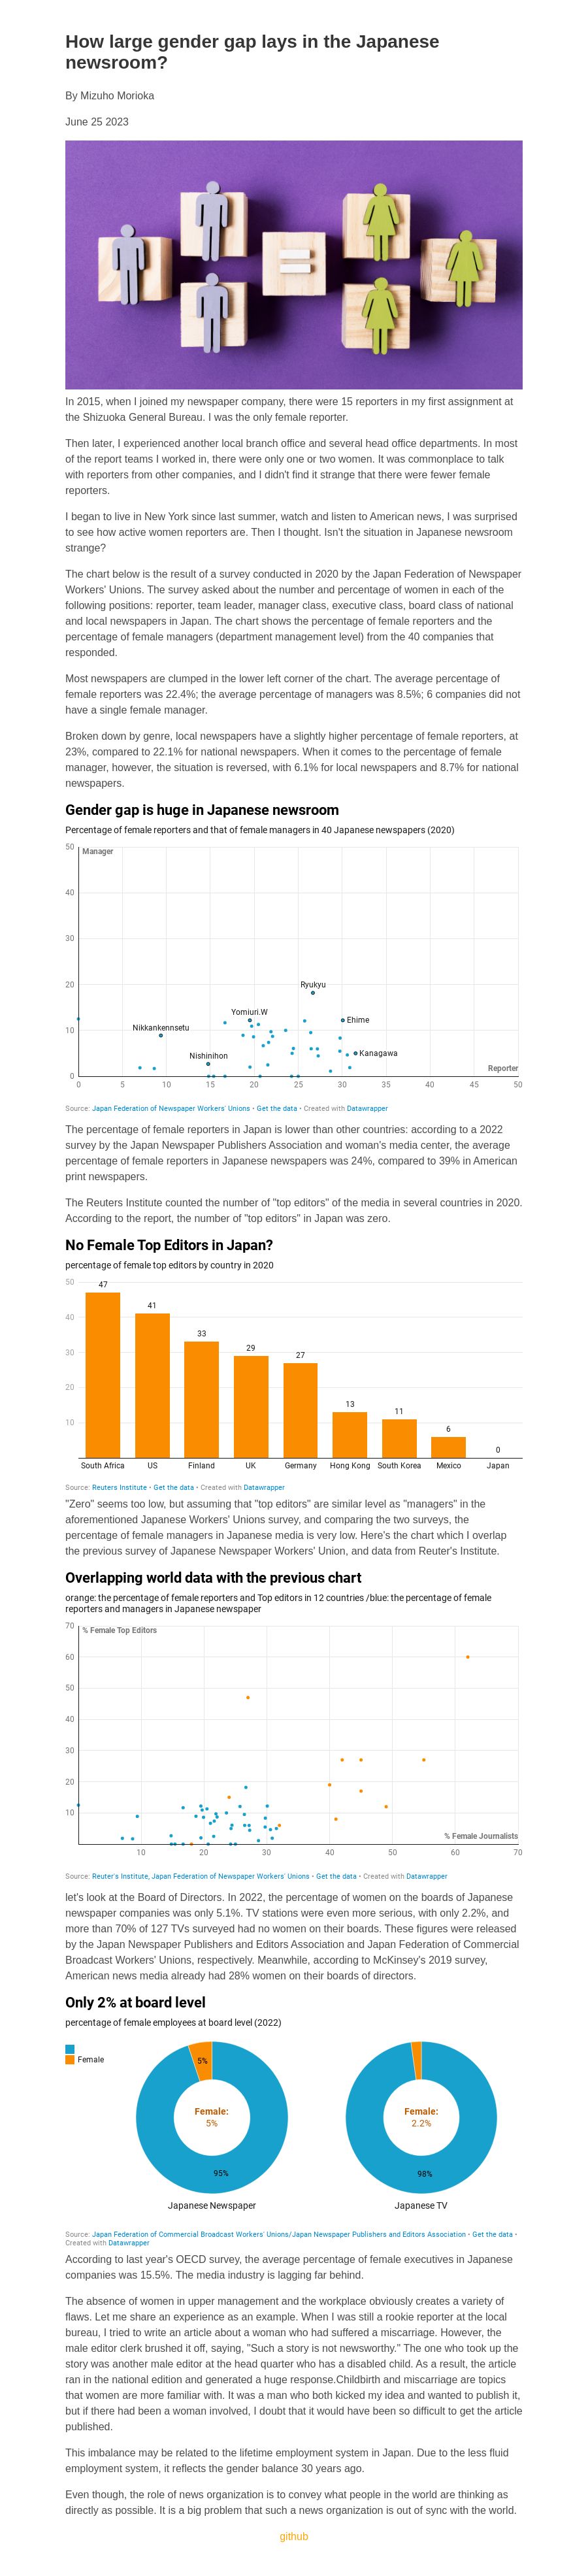 How large gender gap lays in the Japanese
newsroom?
By Mizuho Morioka
June 25 2023
In 2015, when I joined my newspaper company, there were 15 reporters in my first assignment at
the Shizuoka General Bureau. I was the only female reporter.
Then later, I experienced another local branch office and several head office departments. In most
of the report teams I worked in, there were only one or two women. It was commonplace to talk
with reporters from other companies, and I didn't find it strange that there were fewer female
reporters.
I began to live in New York since last summer, watch and listen to American news, I was surprised
to see how active women reporters are. Then I thought. Isn't the situation in Japanese newsroom
strange?
The chart below is the result of a survey conducted in 2020 by the Japan Federation of Newspaper
Workers' Unions. The survey asked about the number and percentage of women in each of the
following positions: reporter, team leader, manager class, executive class, board class of national
and local newspapers in Japan. The chart shows the percentage of female reporters and the
percentage of female managers (department management level) from the 40 companies that
responded.
Most newspapers are clumped in the lower left corner of the chart. The average percentage of
female reporters was 22.4%; the average percentage of managers was 8.5%; 6 companies did not
have a single female manager.
Broken down by genre, local newspapers have a slightly higher percentage of female reporters, at
23%, compared to 22.1% for national newspapers. When it comes to the percentage of female
manager, however, the situation is reversed, with 6.1% for local newspapers and 8.7% for national
newspapers.
Gender gap is huge in Japanese newsroom
Percentage of female reporters and that of female managers in 40 Japanese newspapers (2020)
50
Manager
40
30
20
Ryukyu
Yomiuri.W
Ehime
Nikkankennsetu
10
Nishinihon
Kanagawa
Reporter
0
0 5 10 15 20 25 30 35 40 45 50
Source: Japan Federation of Newspaper Workers' Unions • Get the data • Created with Datawrapper
The percentage of female reporters in Japan is lower than other countries: according to a 2022
survey by the Japan Newspaper Publishers Association and woman's media center, the average
percentage of female reporters in Japanese newspapers was 24%, compared to 39% in American
print newspapers.
The Reuters Institute counted the number of "top editors" of the media in several countries in 2020.
According to the report, the number of "top editors" in Japan was zero.
No Female Top Editors in Japan?
percentage of female top editors by country in 2020
50
40
30
20
10
47
41
33
29
27
13
11
6
0
South Africa US Finland UK Germany Hong Kong South Korea Mexico Japan
Source: Reuters Institute • Get the data • Created with Datawrapper
"Zero" seems too low, but assuming that "top editors" are similar level as "managers" in the
aforementioned Japanese Workers' Unions survey, and comparing the two surveys, the
percentage of female managers in Japanese media is very low. Here's the chart which I overlap
the previous survey of Japanese Newspaper Workers' Union, and data from Reuter's Institute.
Overlapping world data with the previous chart
orange: the percentage of female reporters and Top editors in 12 countries /blue: the percentage of female
reporters and managers in Japanese newspaper
70
% Female Top Editors
60
50
40
30
20
10
% Female Journalists
10 20 30 40 50 60 70
Source: Reuter's Institute, Japan Federation of Newspaper Workers' Unions • Get the data • Created with Datawrapper
let's look at the Board of Directors. In 2022, the percentage of women on the boards of Japanese
newspaper companies was only 5.1%. TV stations were even more serious, with only 2.2%, and
more than 70% of 127 TVs surveyed had no women on their boards. These figures were released
by the Japan Newspaper Publishers and Editors Association and Japan Federation of Commercial
Broadcast Workers' Unions, respectively. Meanwhile, according to McKinsey's 2019 survey,
American news media already had 28% women on their boards of directors.
Only 2% at board level
percentage of female employees at board level (2022)
Female
5%
Female:
5%
95%
Japanese Newspaper
Female:
2.2%
98%
Japanese TV
Source: Japan Federation of Commercial Broadcast Workers' Unions/Japan Newspaper Publishers and Editors Association • Get the data •
Created with Datawrapper
According to last year's OECD survey, the average percentage of female executives in Japanese
companies was 15.5%. The media industry is lagging far behind.
The absence of women in upper management and the workplace obviously creates a variety of
flaws. Let me share an experience as an example. When I was still a rookie reporter at the local
bureau, I tried to write an article about a woman who had suffered a miscarriage. However, the
male editor clerk brushed it off, saying, "Such a story is not newsworthy." The one who took up the
story was another male editor at the head quarter who has a disabled child. As a result, the article
ran in the national edition and generated a huge response.Childbirth and miscarriage are topics
that women are more familiar with. It was a man who both kicked my idea and wanted to publish it,
but if there had been a woman involved, I doubt that it would have been so difficult to get the article
published.
This imbalance may be related to the lifetime employment system in Japan. Due to the less fluid
employment system, it reflects the gender balance 30 years ago.
Even though, the role of news organization is to convey what people in the world are thinking as
directly as possible. It is a big problem that such a news organization is out of sync with the world.
github